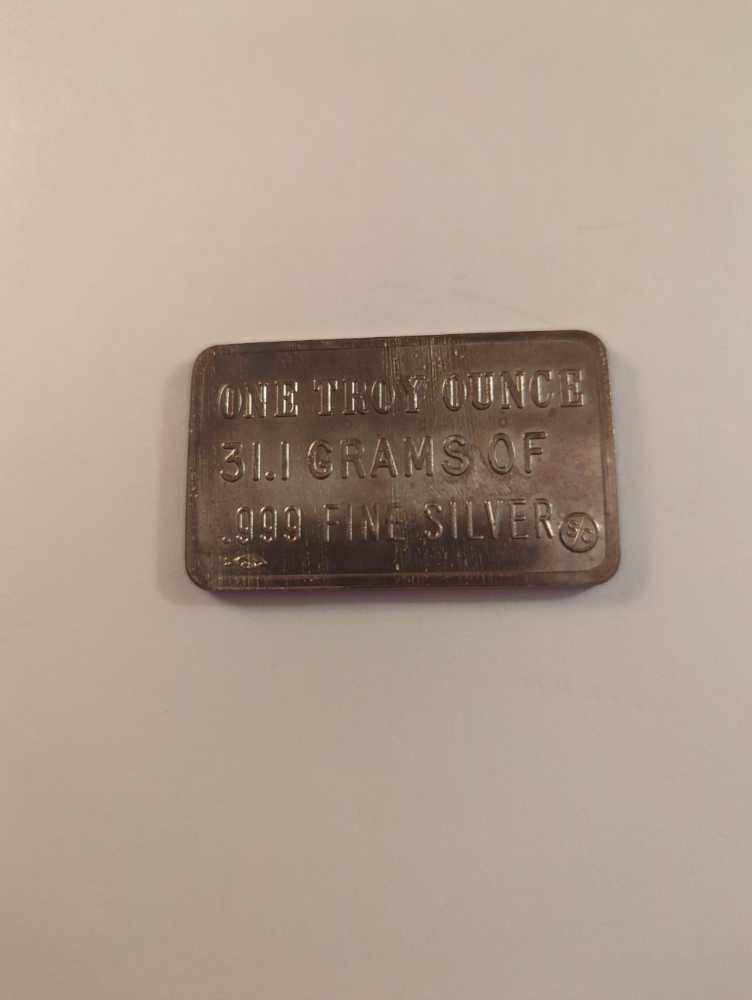 ONE TROY OUNCE
31.1 GRAMS OF
.999 FINE SILVER S/C